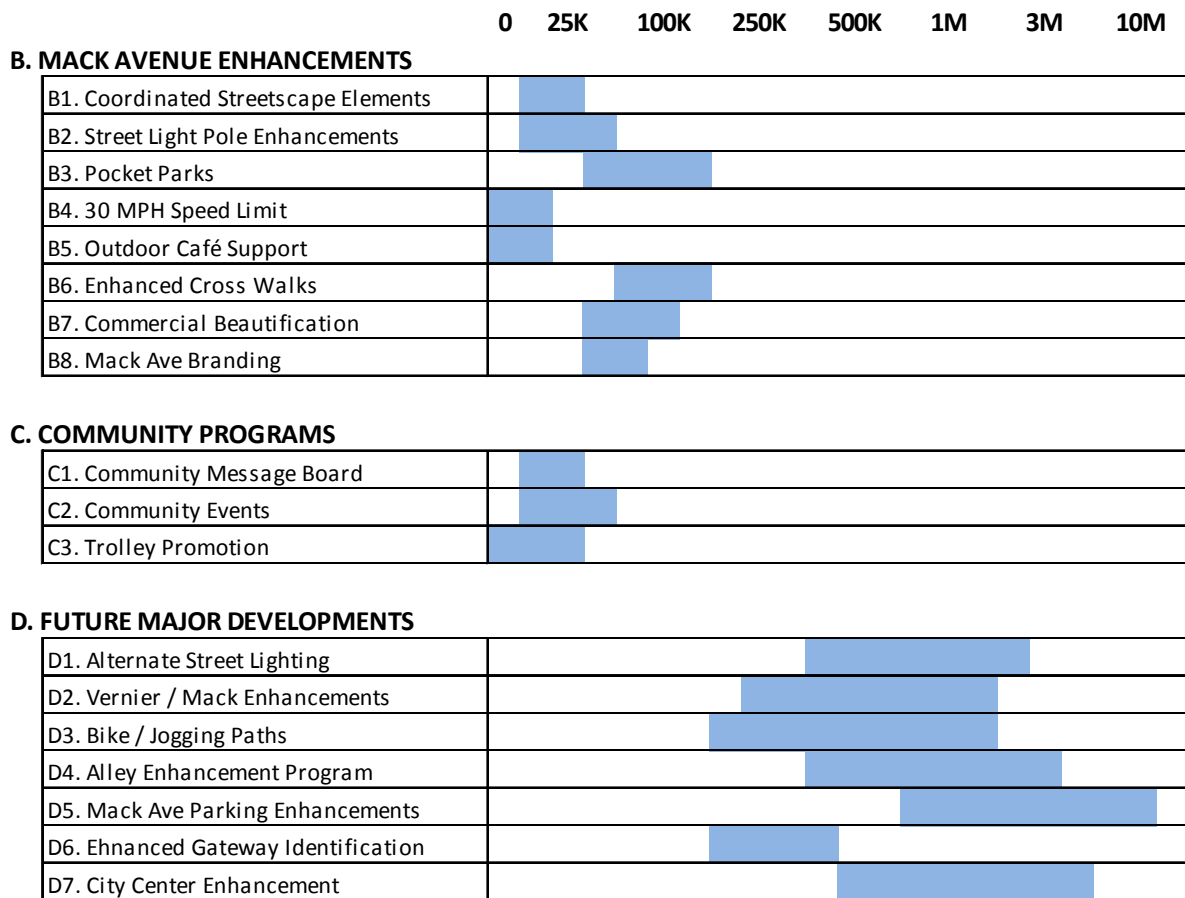 0 25K 100K 250K 500K 1M 3M 10M
B. MACK AVENUE ENHANCEMENTS
B1. Coordinated Streetscape Elements
B2. Street Light Pole Enhancements
B3. Pocket Parks
B4. 30 MPH Speed Limit
B5. Outdoor Café Support
B6. Enhanced Cross Walks
B7. Commercial Beautification
B8. Mack Ave Branding
C. COMMUNITY PROGRAMS
C1. Community Message Board
C2. Community Events
C3. Trolley Promotion
D. FUTURE MAJOR DEVELOPMENTS
D1. Alternate Street Lighting
D2. Vernier / Mack Enhancements
D3. Bike / Jogging Paths
D4. Alley Enhancement Program
D5. Mack Ave Parking Enhancements
D6. Ehnanced Gateway Identification
D7. City Center Enhancement